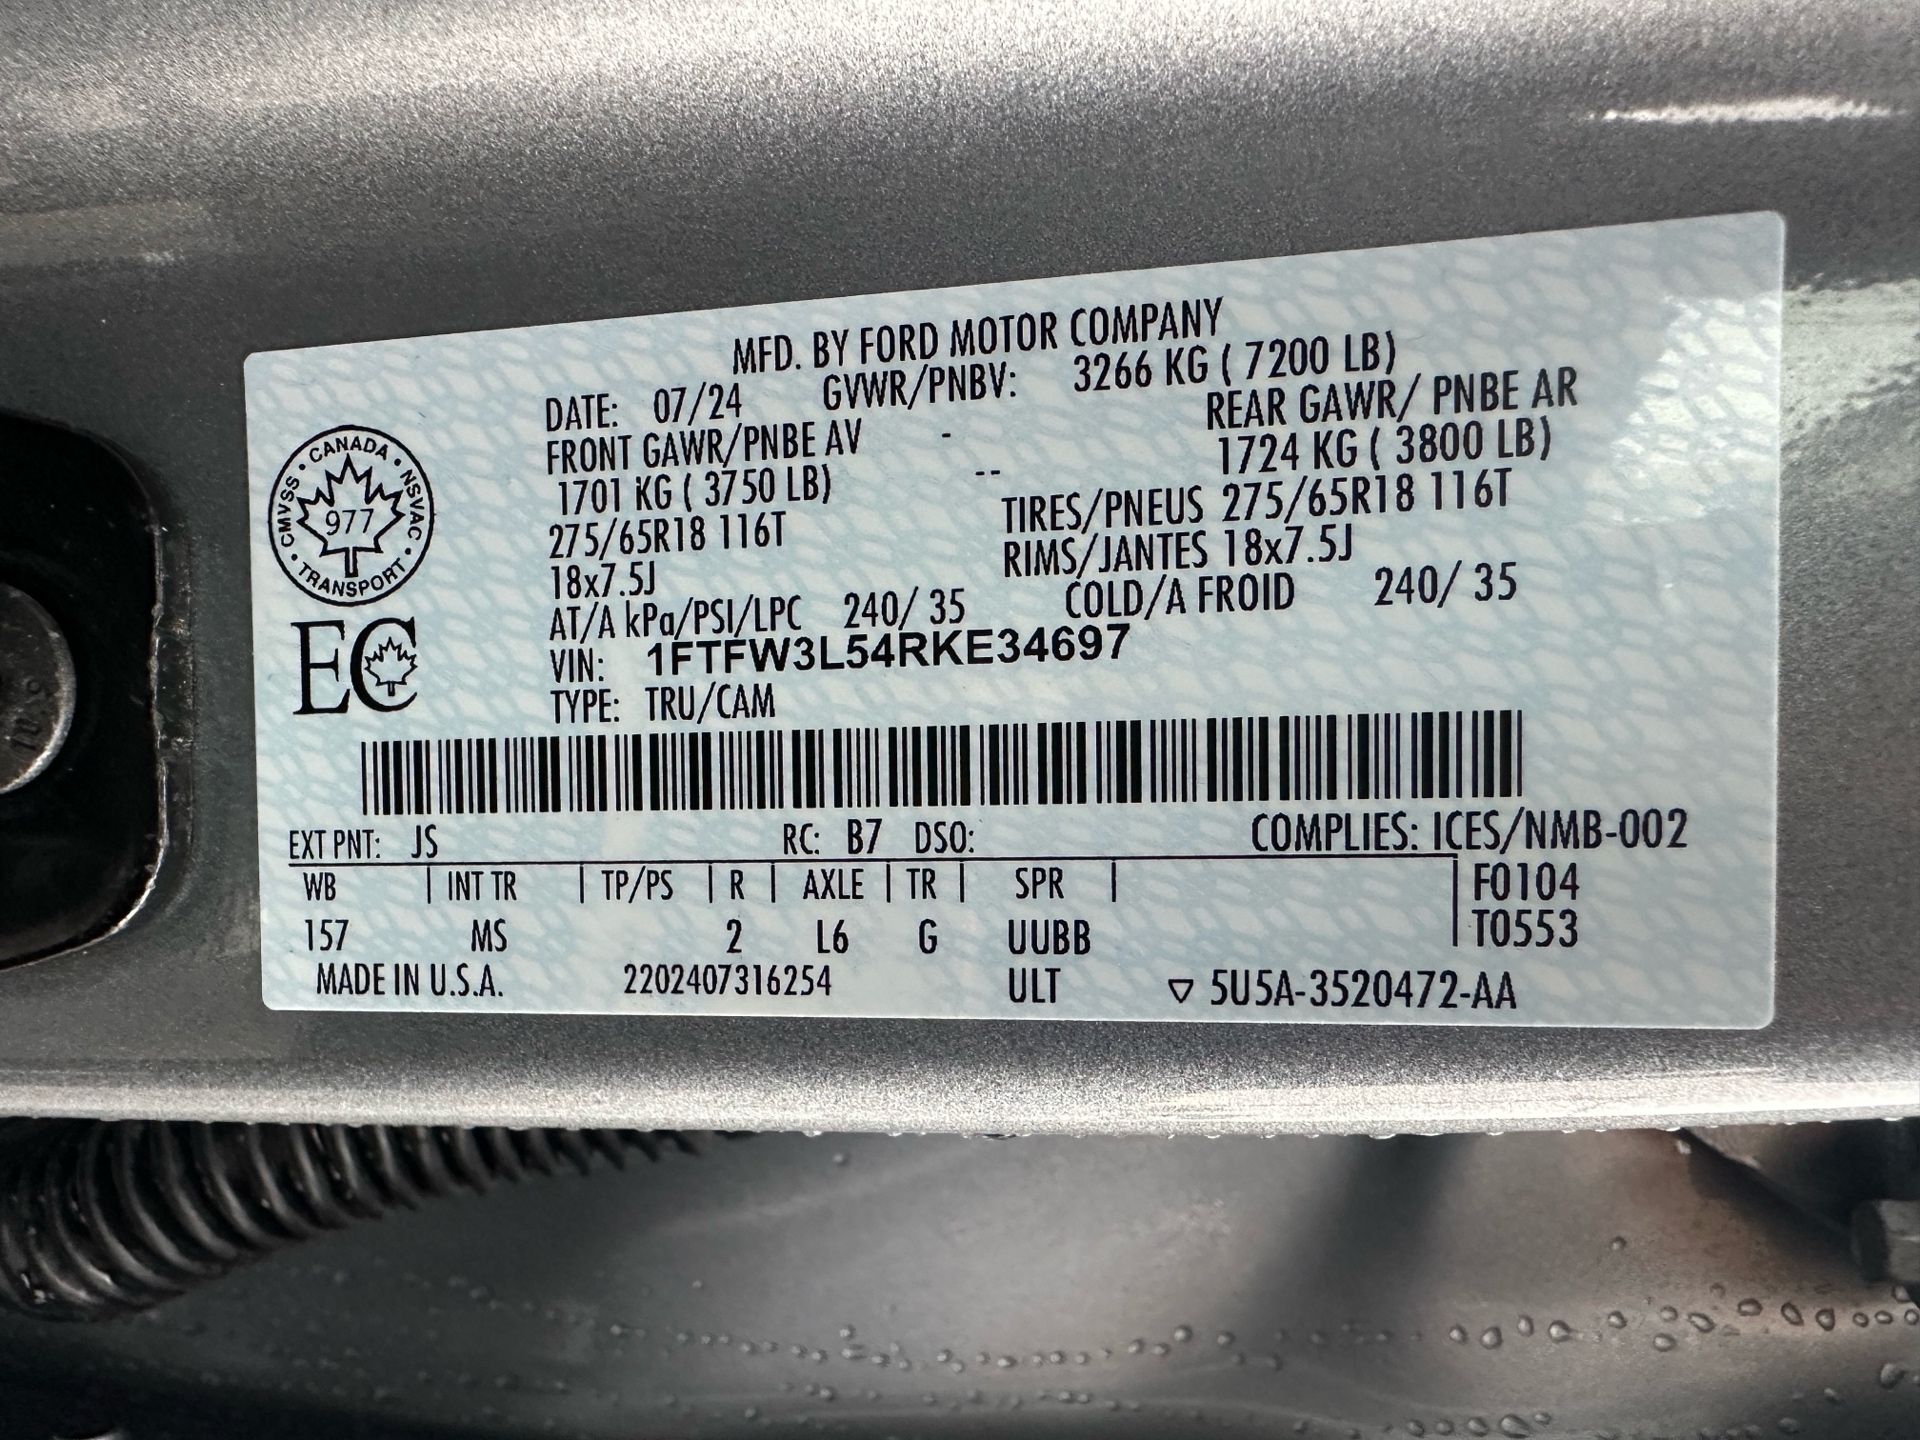 MFD. BY FORD MOTOR COMPANY
DATE: 07/24 GVWR/PNBV: 3266 KG ( 7200 LB)
FRONT GAWR/PNBE AV - REAR GAWR/ PNBE AR
1701 KG ( 3750 LB) -- 1724 KG ( 3800 LB)
275/65R18 116T TIRES/PNEUS 275/65R18 116T
18x7.5J RIMS/JANTES 18x7.5J
AT/A kPa/PSI/LPC 240/ 35 COLD/A FROID 240/ 35
VIN: 1FTFW3L54RKE34697
TYPE: TRU/CAM
CMVSS • CANADA • NSVAC • TRANSPORT •
977
EC
EXT PNT: JS RC: B7 DSO: COMPLIES: ICES/NMB-002
WB | INT TR | TP/PS | R | AXLE | TR | SPR | F0104
157 MS 2 L6 G UUBB T0553
MADE IN U.S.A. 2202407316254 ULT ▽ 5U5A-3520472-AA